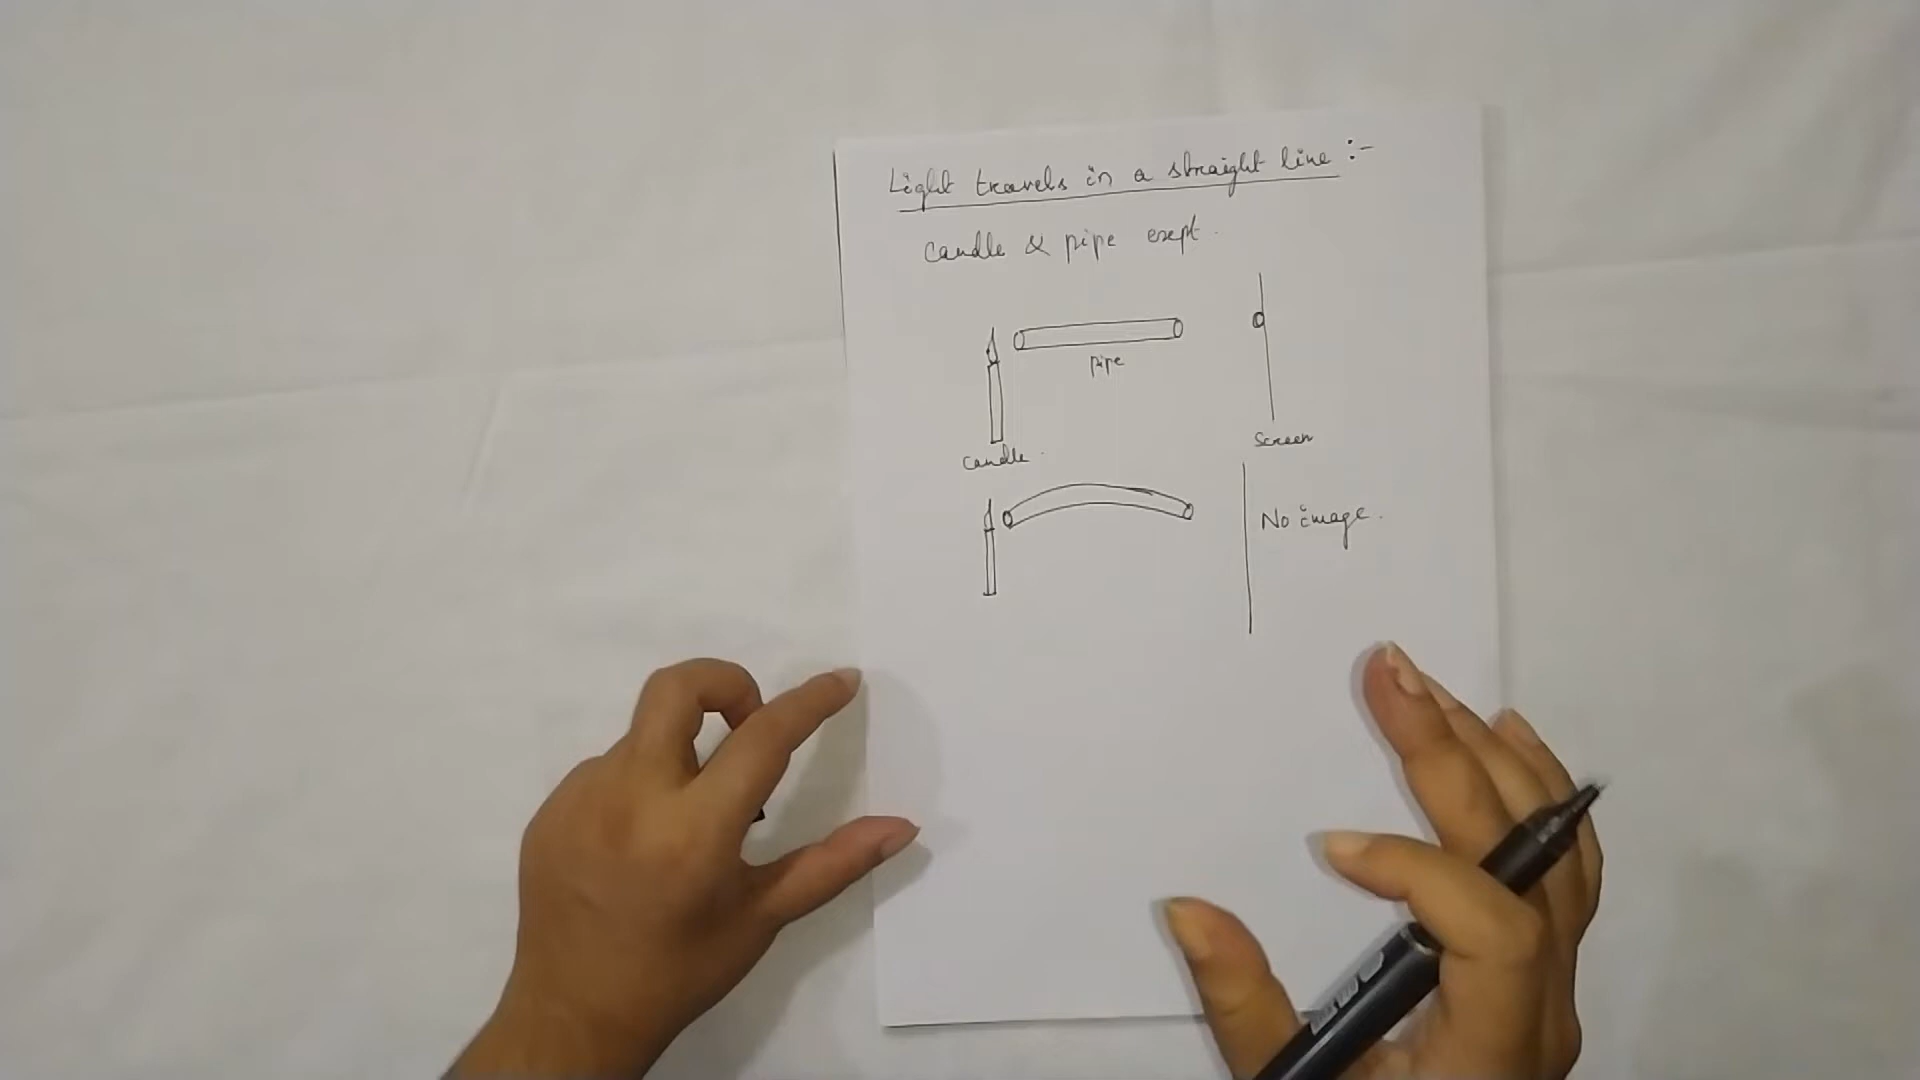 Light travels in a straight line :-
Candle & pipe exept.
pipe
Screen
Candle.
No image.